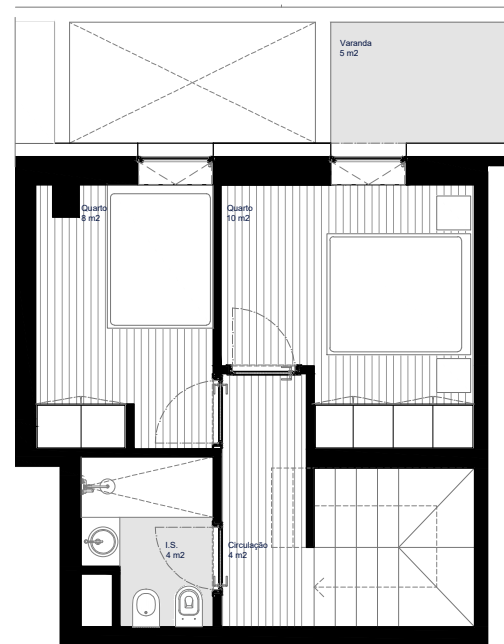 Varanda
5 m2
Quarto
8 m2
Quarto
10 m2
I.S.
4 m2
Circulação
4 m2